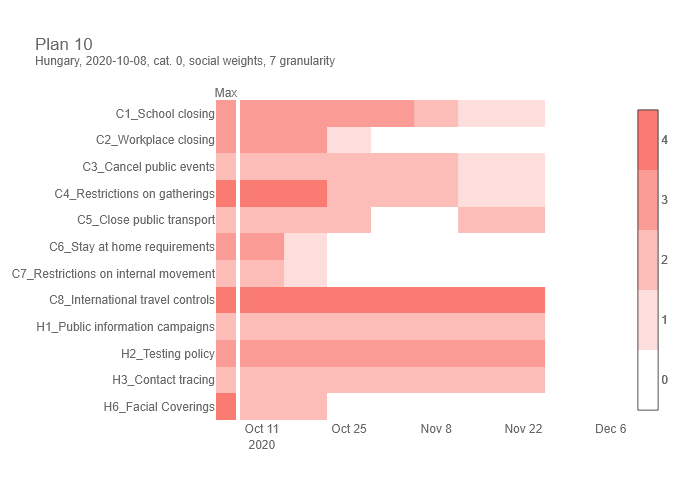 Plan 10
Hungary, 2020-10-08, cat. 0, social weights, 7 granularity
Max
C1_School closing
C2_Workplace closing
C3_Cancel public events
C4_Restrictions on gatherings
C5_Close public transport
C6_Stay at home requirements
C7_Restrictions on internal movement
C8_International travel controls
H1_Public information campaigns
H2_Testing policy
H3_Contact tracing
H6_Facial Coverings
Oct 11 Oct 25 Nov 8 Nov 22 Dec 6
2020
4
3
2
1
0